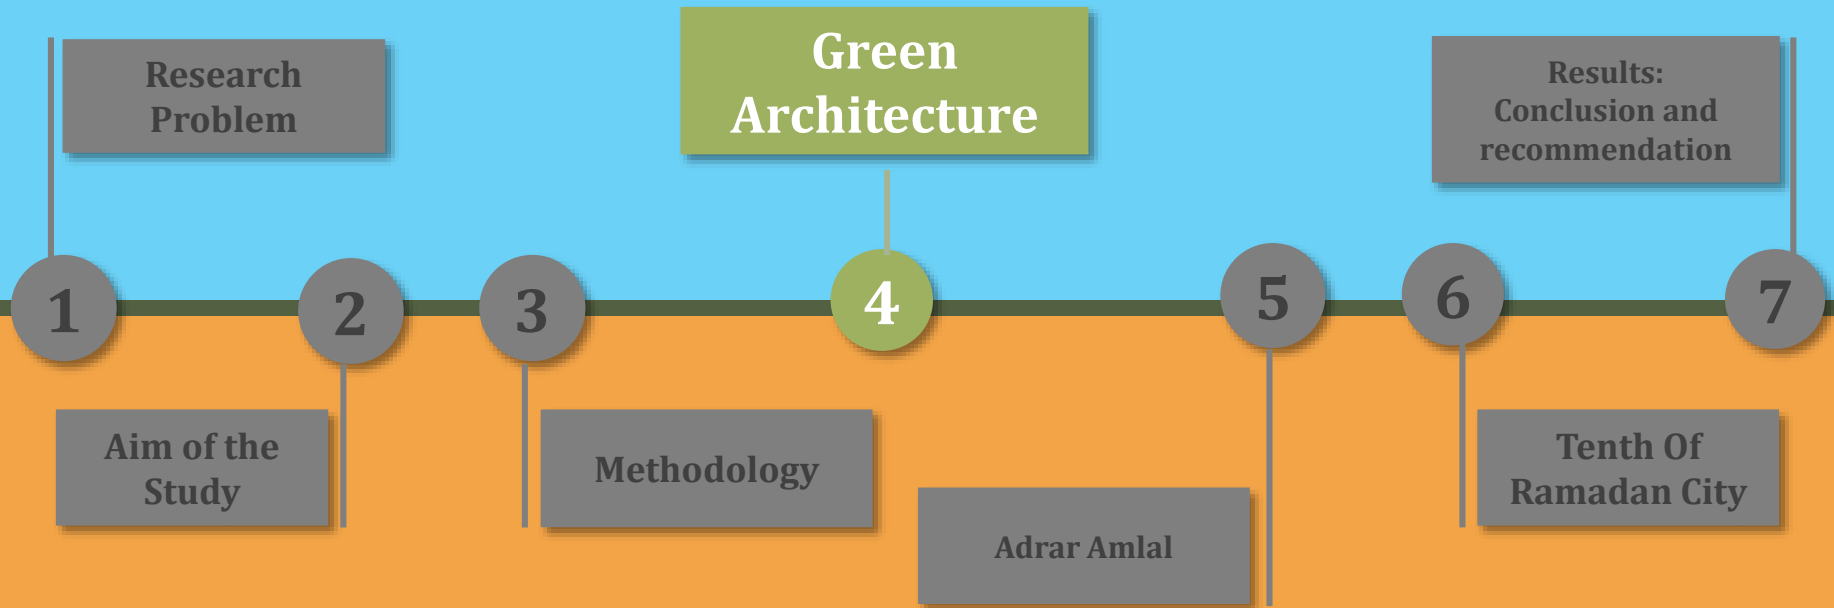 Research
Problem
Green
Architecture
Results:
Conclusion and
recommendation
1
2
3
4
5
6
7
Aim of the
Study
Methodology
Adrar Amlal
Tenth Of
Ramadan City